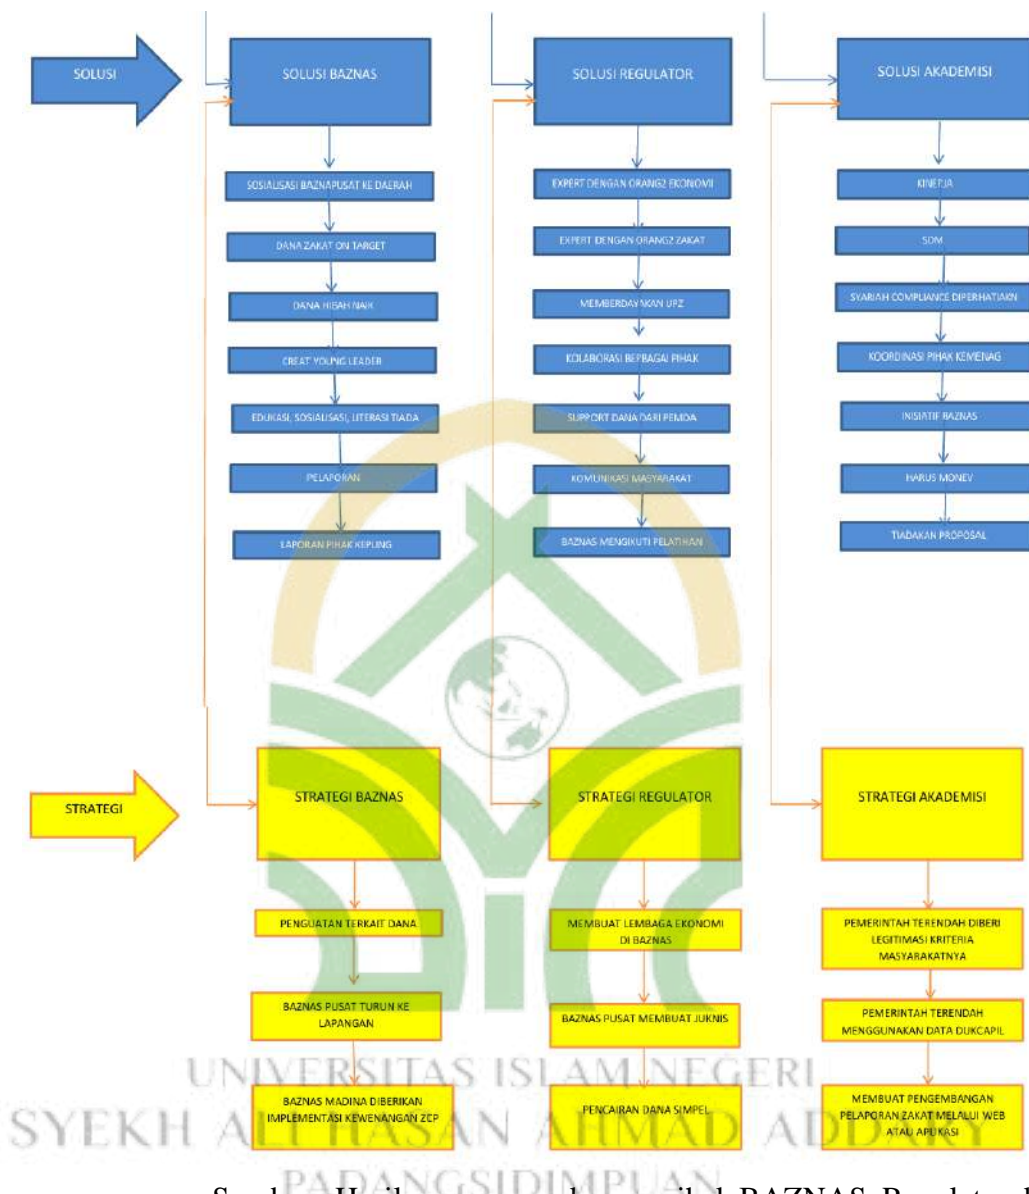 SOLUSI
SOLUSI BAZNAS
SOLUSI REGULATOR
SOLUSI AKADEMISI
SOSIALISASI BAZNAPUSAT KE DAERAH
DANA ZAKAT ON TARGET
DANA HIBAH NAIK
CREAT YOUNG LEADER
EDUKASI, SOSIALISASI, LITERASI TIADA
PELAPORAN
LAPORAN PIHAK KEPLING
EXPERT DENGAN ORANG2 EKONOMI
EXPERT DENGAN ORANG2 ZAKAT
MEMBERDAYAKAN UPZ
KOLABORASI BERBAGAI PIHAK
SUPPORT DANA DARI PEMDA
KOMUNIKASI MASYARAKAT
BAZNAS MENGIKUTI PELATIHAN
KINERJA
SDM
SYARIAH COMPLIANCE DIPERHATIAKN
KOORDINASI PIHAK KEMENAG
INISIATIF BAZNAS
HARUS MONEV
TIADAKAN PROPOSAL
STRATEGI
STRATEGI BAZNAS
STRATEGI REGULATOR
STRATEGI AKADEMISI
PENGUATAN TERKAIT DANA
BAZNAS PUSAT TURUN KE
LAPANGAN
BAZNAS MADINA DIBERIKAN
IMPLEMENTASI KEWENANGAN ZCP
MEMBUAT LEMBAGA EKONOMI
DI BAZNAS
BAZNAS PUSAT MEMBUAT JUKNIS
PENCAIRAN DANA SIMPEL
PEMERINTAH TERENDAH DIBERI
LEGITIMASI KRITERIA
MASYARAKATNYA
PEMERINTAH TERENDAH
MENGGUNAKAN DATA DUKCAPIL
MEMBUAT PENGEMBANGAN
PELAPORAN ZAKAT MELALUI WEB
ATAU APLIKASI
UNIVERSITAS ISLAM NEGERI
SYEKH ALI HASAN AHMAD ADDARY
PADANGSIDIMPUAN